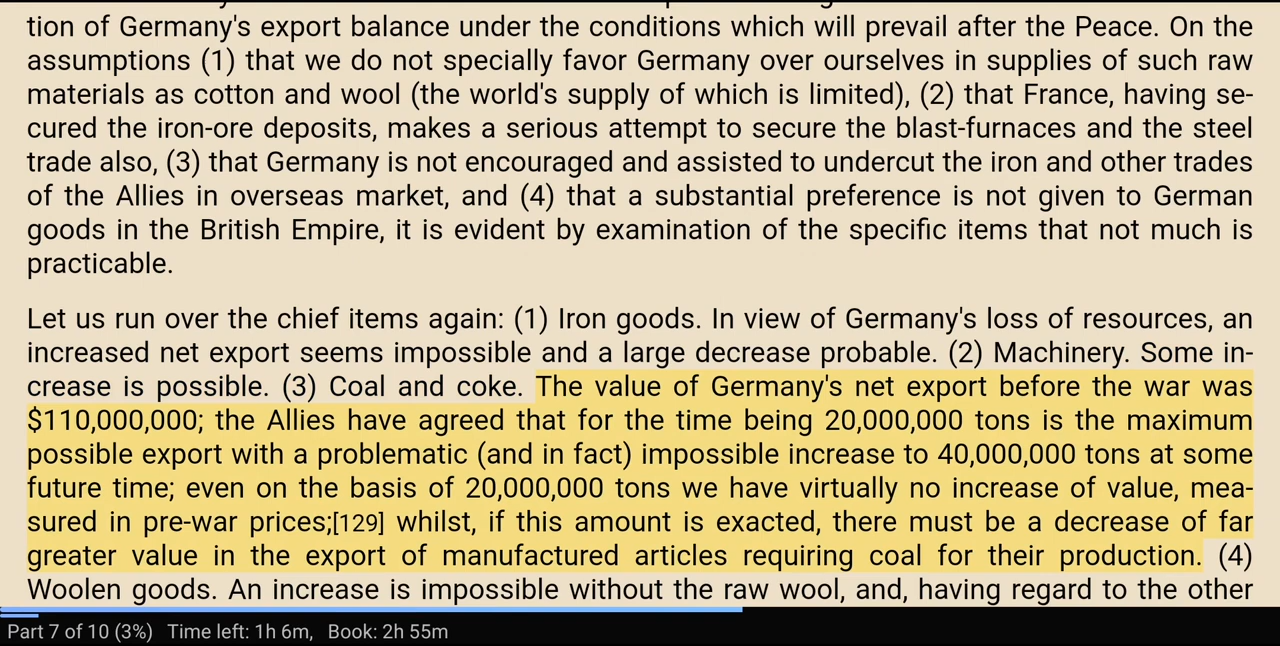 tion of Germany's export balance under the conditions which will prevail after the Peace. On the
assumptions (1) that we do not specially favor Germany over ourselves in supplies of such raw
materials as cotton and wool (the world's supply of which is limited), (2) that France, having se-
cured the iron-ore deposits, makes a serious attempt to secure the blast-furnaces and the steel
trade also, (3) that Germany is not encouraged and assisted to undercut the iron and other trades
of the Allies in overseas market, and (4) that a substantial preference is not given to German
goods in the British Empire, it is evident by examination of the specific items that not much is
practicable.
Let us run over the chief items again: (1) Iron goods. In view of Germany's loss of resources, an
increased net export seems impossible and a large decrease probable. (2) Machinery. Some in-
crease is possible. (3) Coal and coke. The value of Germany's net export before the war was
$110,000,000; the Allies have agreed that for the time being 20,000,000 tons is the maximum
possible export with a problematic (and in fact) impossible increase to 40,000,000 tons at some
future time; even on the basis of 20,000,000 tons we have virtually no increase of value, mea-
sured in pre-war prices;[129] whilst, if this amount is exacted, there must be a decrease of far
greater value in the export of manufactured articles requiring coal for their production. (4)
Woolen goods. An increase is impossible without the raw wool, and, having regard to the other
Part 7 of 10 (3%) Time left: 1h 6m, Book: 2h 55m